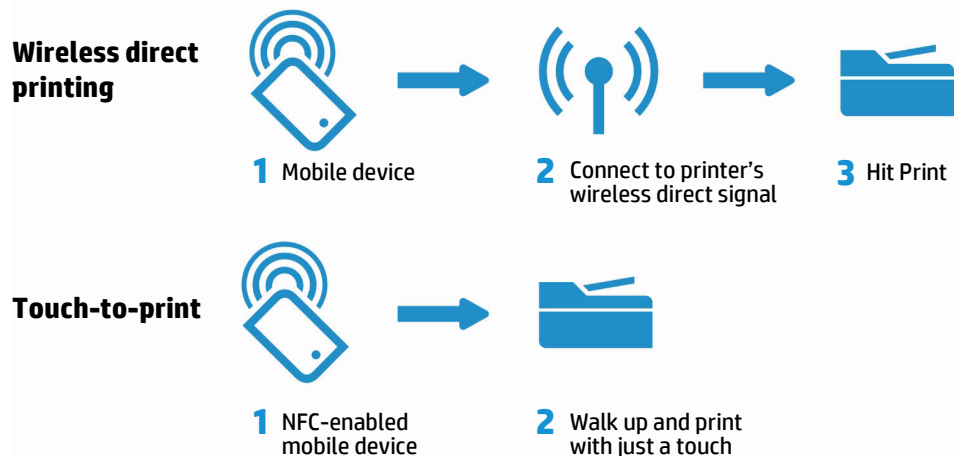 Wireless direct
printing
1 Mobile device
2 Connect to printer's
wireless direct signal
3 Hit Print
Touch-to-print
1 NFC-enabled
mobile device
2 Walk up and print
with just a touch